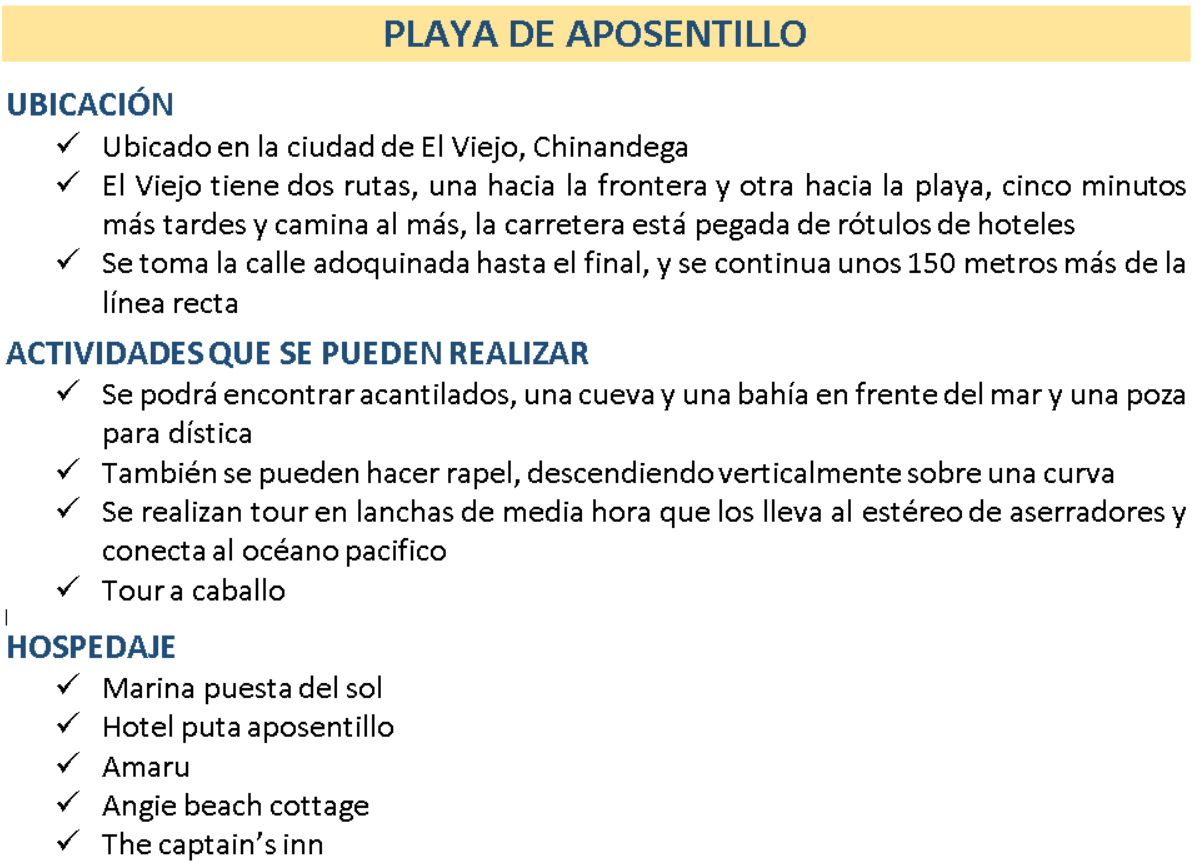 PLAYA DE APOSENTILLO
UBICACIÓN
✓ Ubicado en la ciudad de El Viejo, Chinandega
✓ El Viejo tiene dos rutas, una hacia la frontera y otra hacia la playa, cinco minutos
más tardes y camina al más, la carretera está pegada de rótulos de hoteles
✓ Se toma la calle adoquinada hasta el final, y se continua unos 150 metros más de la
línea recta
ACTIVIDADES QUE SE PUEDEN REALIZAR
✓ Se podrá encontrar acantilados, una cueva y una bahía en frente del mar y una poza
para dística
✓ También se pueden hacer rapel, descendiendo verticalmente sobre una curva
✓ Se realizan tour en lanchas de media hora que los lleva al estéreo de aserradores y
conecta al océano pacifico
✓ Tour a caballo
HOSPEDAJE
✓ Marina puesta del sol
✓ Hotel puta aposentillo
✓ Amaru
✓ Angie beach cottage
✓ The captain's inn